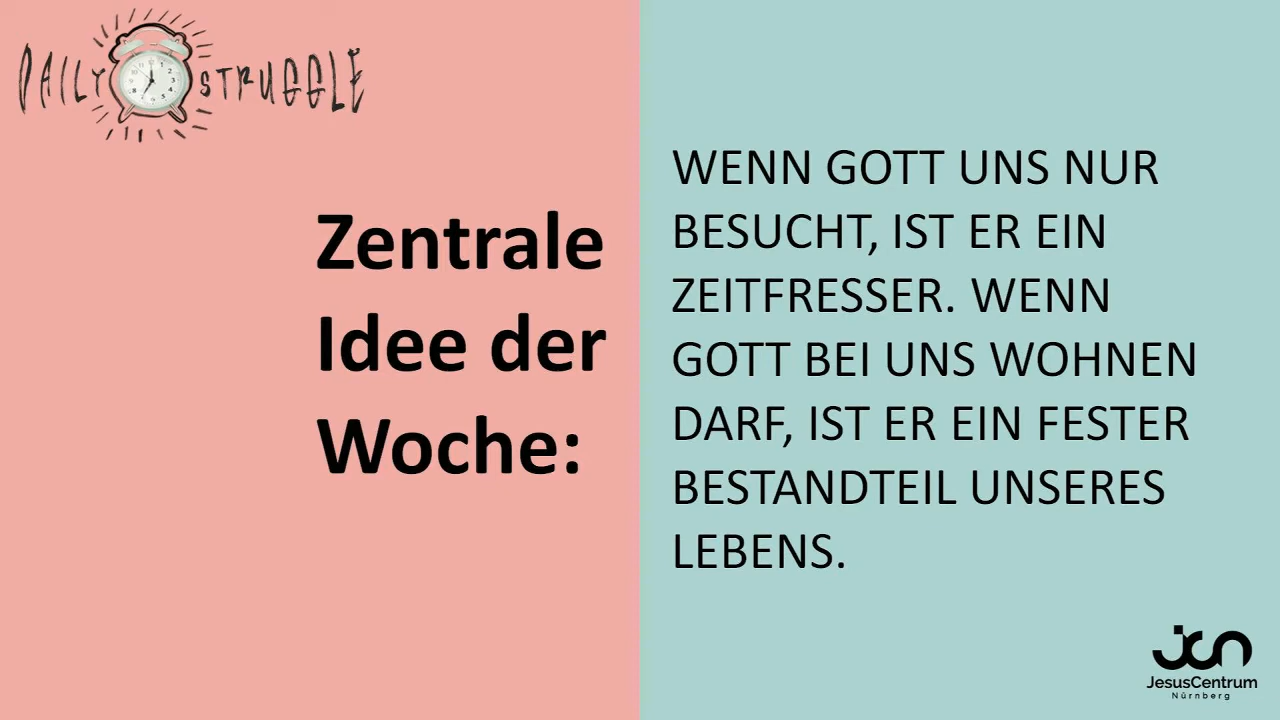 DAILY STRUGGLE
Zentrale
Idee der
Woche:
WENN GOTT UNS NUR
BESUCHT, IST ER EIN
ZEITFRESSER. WENN
GOTT BEI UNS WOHNEN
DARF, IST ER EIN FESTER
BESTANDTEIL UNSERES
LEBENS.
jcn
JesusCentrum
Nürnberg